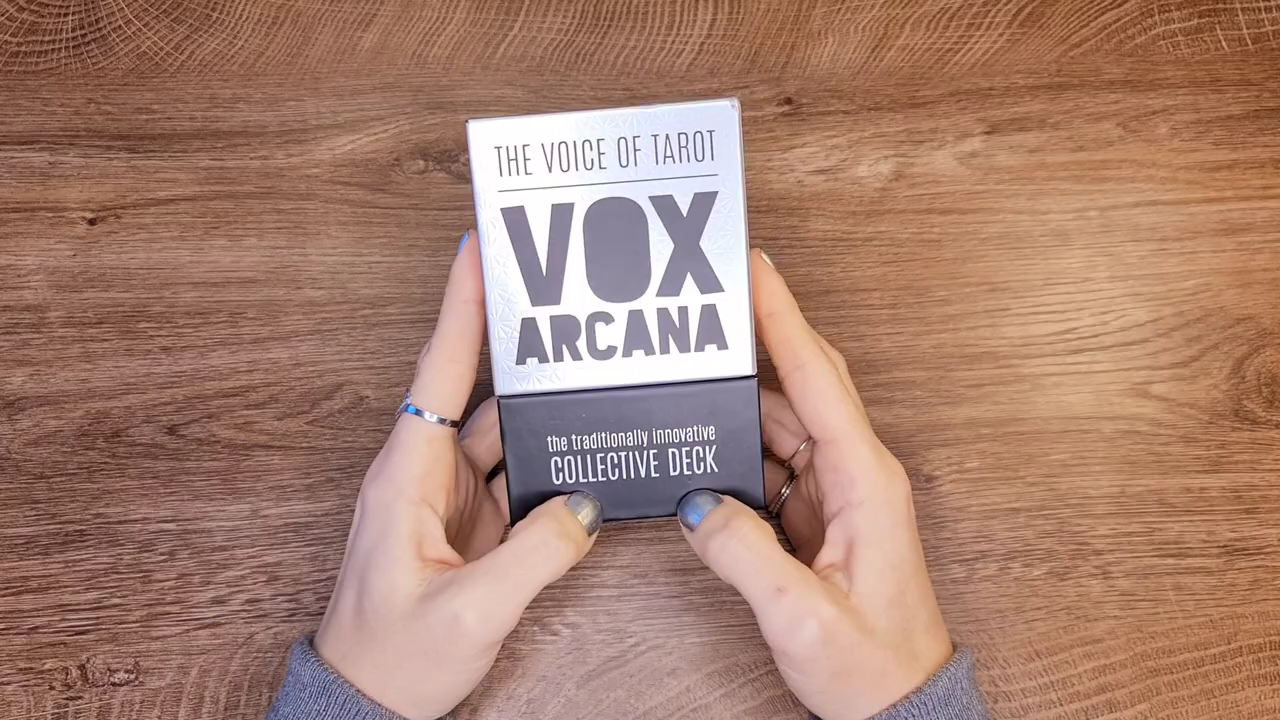 THE VOICE OF TAROT
VOX
ARCANA
the traditionally innovative
COLLECTIVE DECK